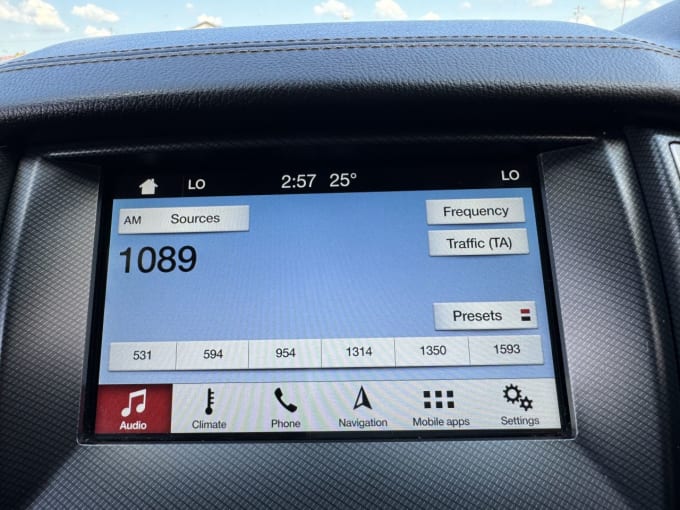 LO 2:57 25° LO
AM Sources Frequency
1089 Traffic (TA)
Presets
531 594 954 1314 1350 1593
Audio Climate Phone Navigation Mobile apps Settings